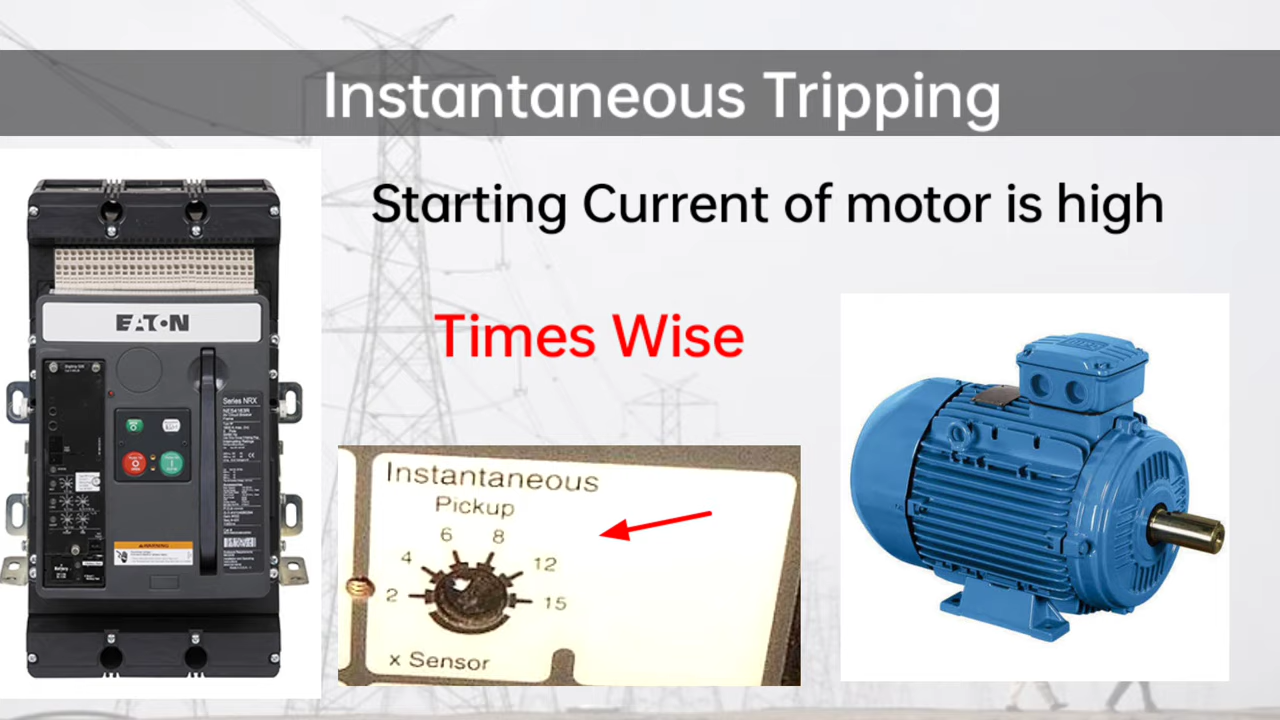 Instantaneous Tripping
Starting Current of motor is high
Times Wise
EATON
Series NRX
WARNING
Instantaneous
Pickup
6 8
4 12
2 15
x Sensor